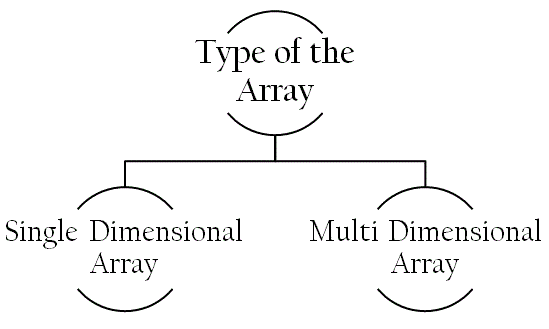 Type of the
Array
Single Dimensional
Array
Multi Dimensional
Array